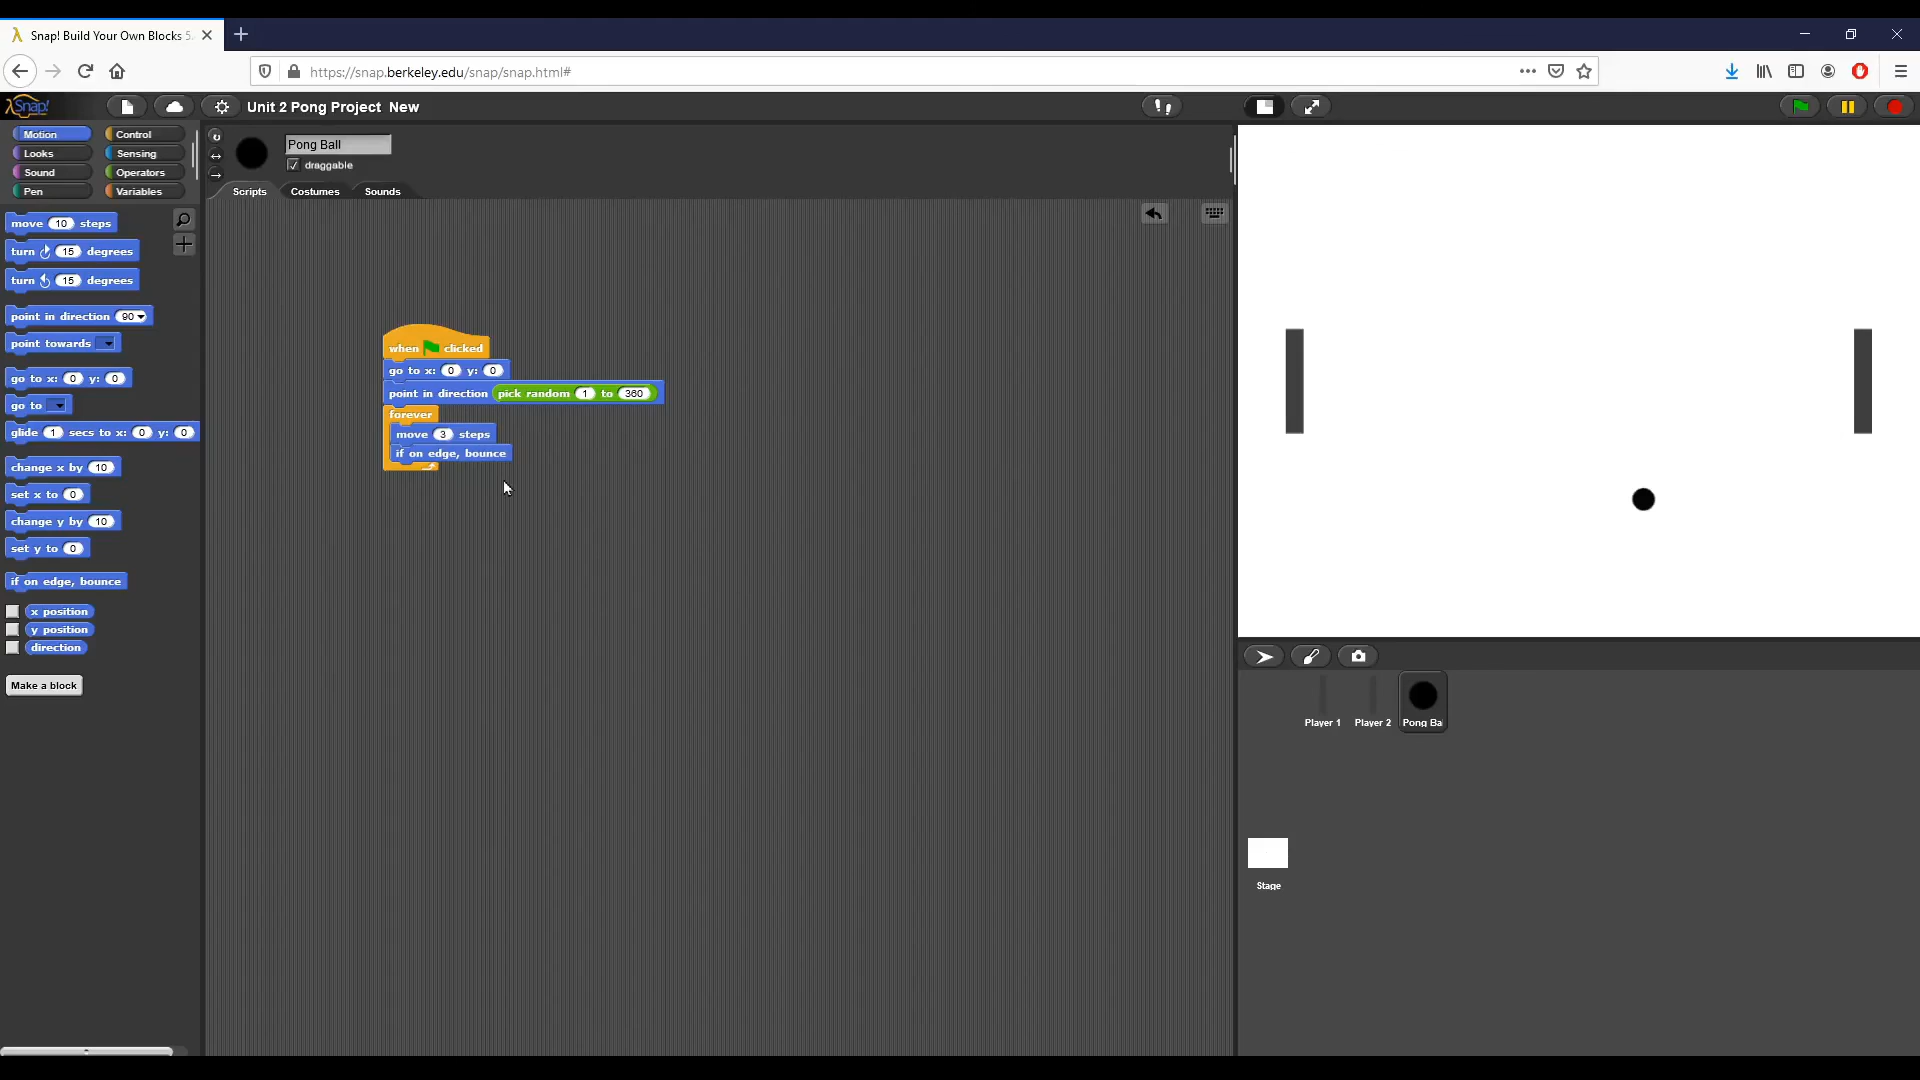 Snap! Build Your Own Blocks 5.
https://snap.berkeley.edu/snap/snap.html#
Snap!
Unit 2 Pong Project  New
Motion
Control
Looks
Sensing
Sound
Operators
Pen
Variables
Pong Ball
draggable
Scripts
Costumes
Sounds
move 10 steps
turn 15 degrees
turn 15 degrees
point in direction 90
point towards
go to x: 0 y: 0
go to
glide 1 secs to x: 0 y: 0
change x by 10
set x to 0
change y by 10
set y to 0
if on edge, bounce
x position
y position
direction
Make a block
when clicked
go to x: 0 y: 0
point in direction pick random 1 to 360
forever
move 3 steps
if on edge, bounce
Player 1
Player 2
Pong Ba
Stage